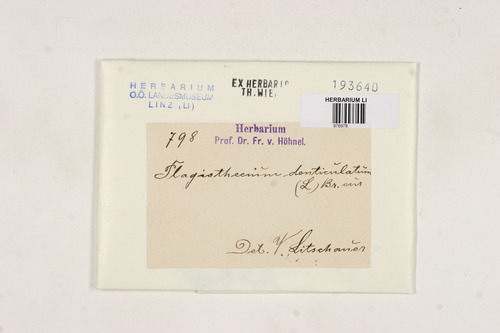 HERBARIUM
O.Ö. LANDESMUSEUM
LINZ (LI)
EX HERBARIO
TH. WIE.
193640
HERBARIUM LI
798
Herbarium
Prof. Dr. Fr. v. Höhnel.
Plagiothecium denticulatum
(L) Br. eur
Det. V. Litschauer